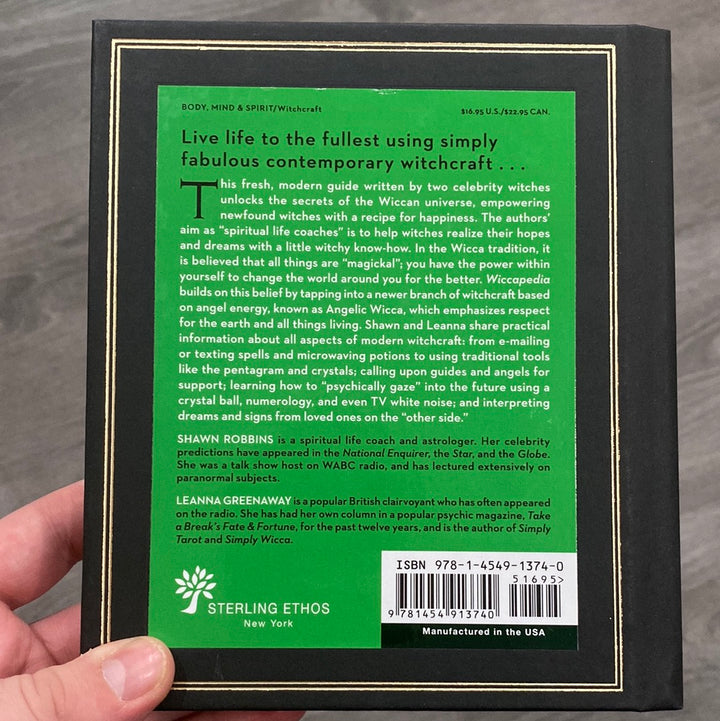 BODY, MIND & SPIRIT/Witchcraft
$16.95 U.S./$22.95 CAN.
Live life to the fullest using simply
fabulous contemporary witchcraft . . .
This fresh, modern guide written by two celebrity witches
unlocks the secrets of the Wiccan universe, empowering
newfound witches with a recipe for happiness. The authors'
aim as “spiritual life coaches” is to help witches realize their hopes
and dreams with a little witchy know-how. In the Wicca tradition, it
is believed that all things are “magickal”; you have the power within
yourself to change the world around you for the better. Wiccapedia
builds on this belief by tapping into a newer branch of witchcraft based
on angel energy, known as Angelic Wicca, which emphasizes respect
for the earth and all things living. Shawn and Leanna share practical
information about all aspects of modern witchcraft: from e-mailing
or texting spells and microwaving potions to using traditional tools
like the pentagram and crystals; calling upon guides and angels for
support; learning how to “psychically gaze” into the future using a
crystal ball, numerology, and even TV white noise; and interpreting
dreams and signs from loved ones on the “other side.”
SHAWN ROBBINS is a spiritual life coach and astrologer. Her celebrity
predictions have appeared in the National Enquirer, the Star, and the Globe.
She was a talk show host on WABC radio, and has lectured extensively on
paranormal subjects.
LEANNA GREENAWAY is a popular British clairvoyant who has often appeared
on the radio. She has had her own column in a popular psychic magazine, Take
a Break's Fate & Fortune, for the past twelve years, and is the author of Simply
Tarot and Simply Wicca.
ISBN 978-1-4549-1374-0
51695>
9 781454 913740
Manufactured in the USA
STERLING ETHOS
New York